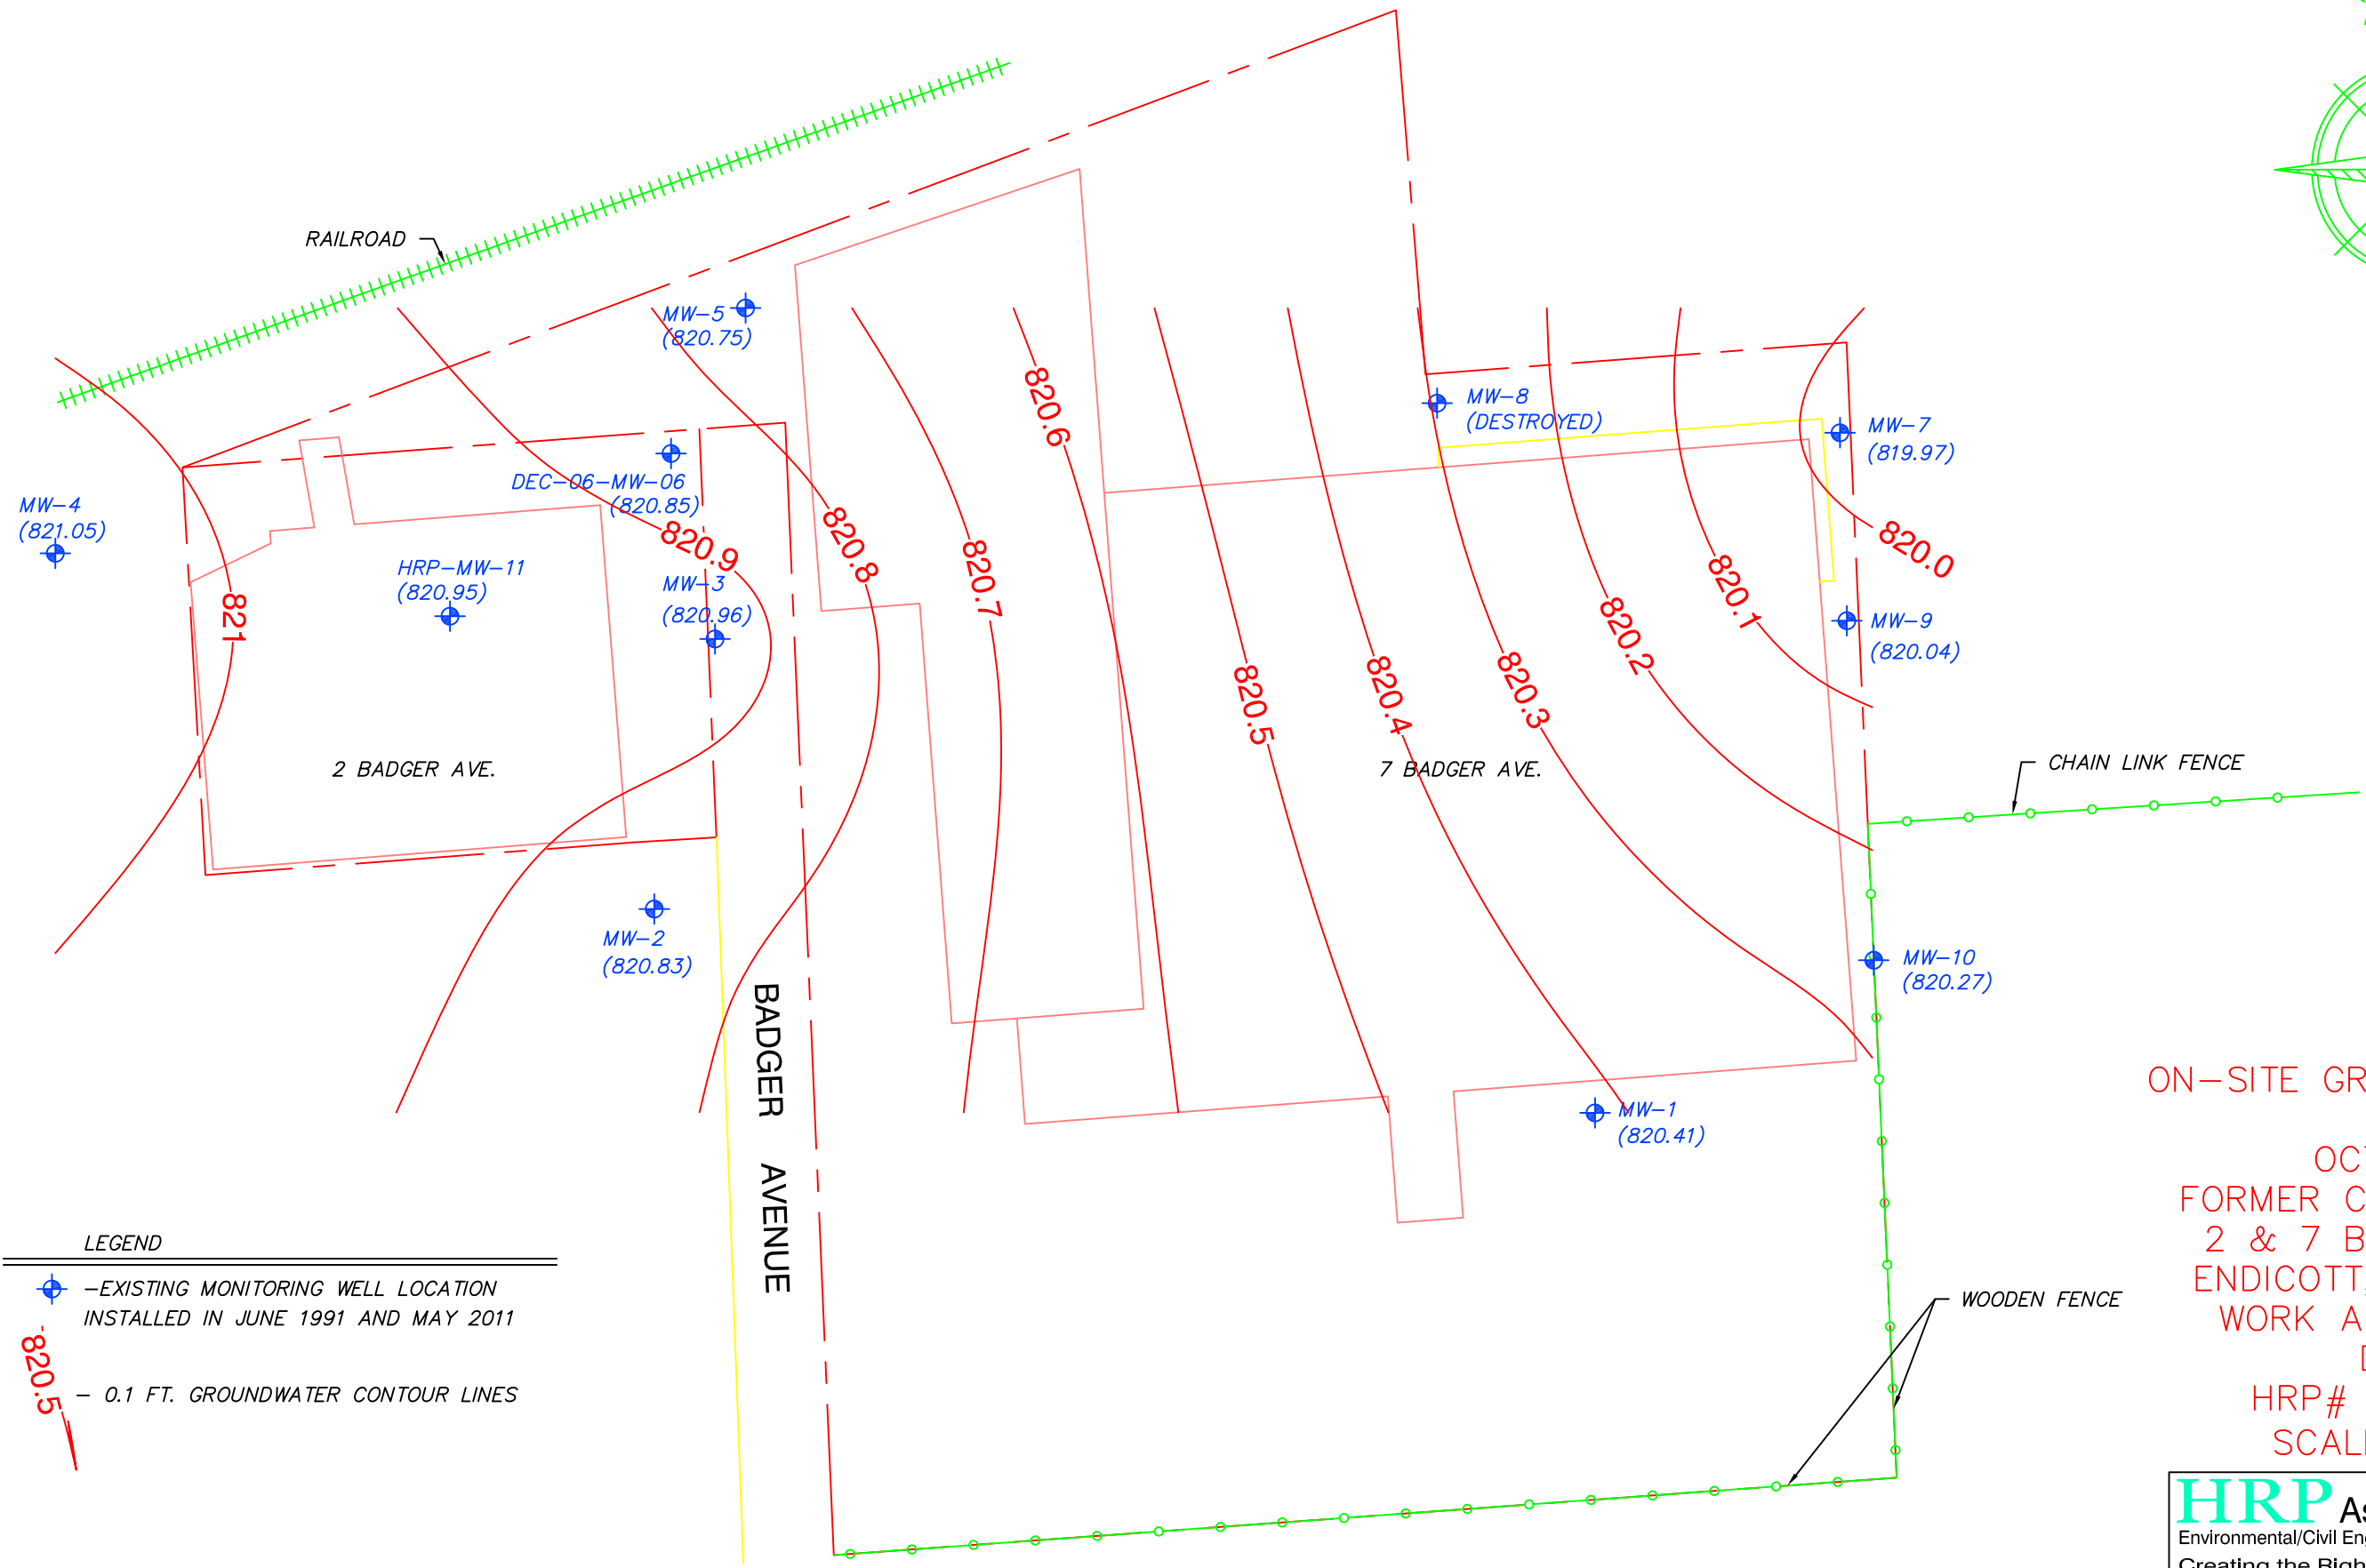 RAILROAD
MW-5
(820.75)
820.6
MW-8
(DESTROYED)
MW-7
(819.97)
DEC-06-MW-06
(820.85)
MW-4
(821.05)
820.9
820.8
820.7
820.0
HRP-MW-11
(820.95)
MW-3
(820.96)
821
820.1
820.2
MW-9
(820.04)
820.5
820.4
820.3
2 BADGER AVE.
7 BADGER AVE.
CHAIN LINK FENCE
MW-2
(820.83)
MW-10
(820.27)
BADGER AVENUE
MW-1
(820.41)
ON-SITE GR
OC
FORMER C
2 & 7 B
ENDICOTT
WORK A
HRP#
SCAL
LEGEND
-EXISTING MONITORING WELL LOCATION
INSTALLED IN JUNE 1991 AND MAY 2011
820.5
- 0.1 FT. GROUNDWATER CONTOUR LINES
WOODEN FENCE
HRP As
Environmental/Civil En
Creating the Righ